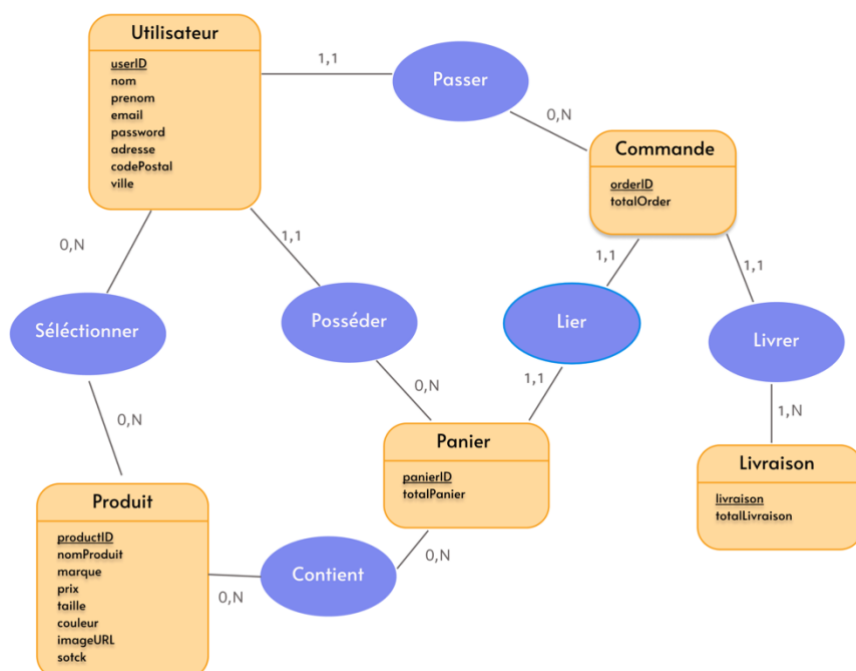 Utilisateur
userID
nom
prenom
email
password
adresse
codePostal
ville
1,1
Passer
0,N
Commande
orderID
totalOrder
0,N
1,1
1,1
1,1
Séléctionner
Posséder
Lier
Livrer
0,N
0,N
1,1
1,N
Panier
panierID
totalPanier
Livraison
livraison
totalLivraison
Produit
productID
nomProduit
marque
prix
taille
couleur
imageURL
sotck
0,N
Contient
0,N